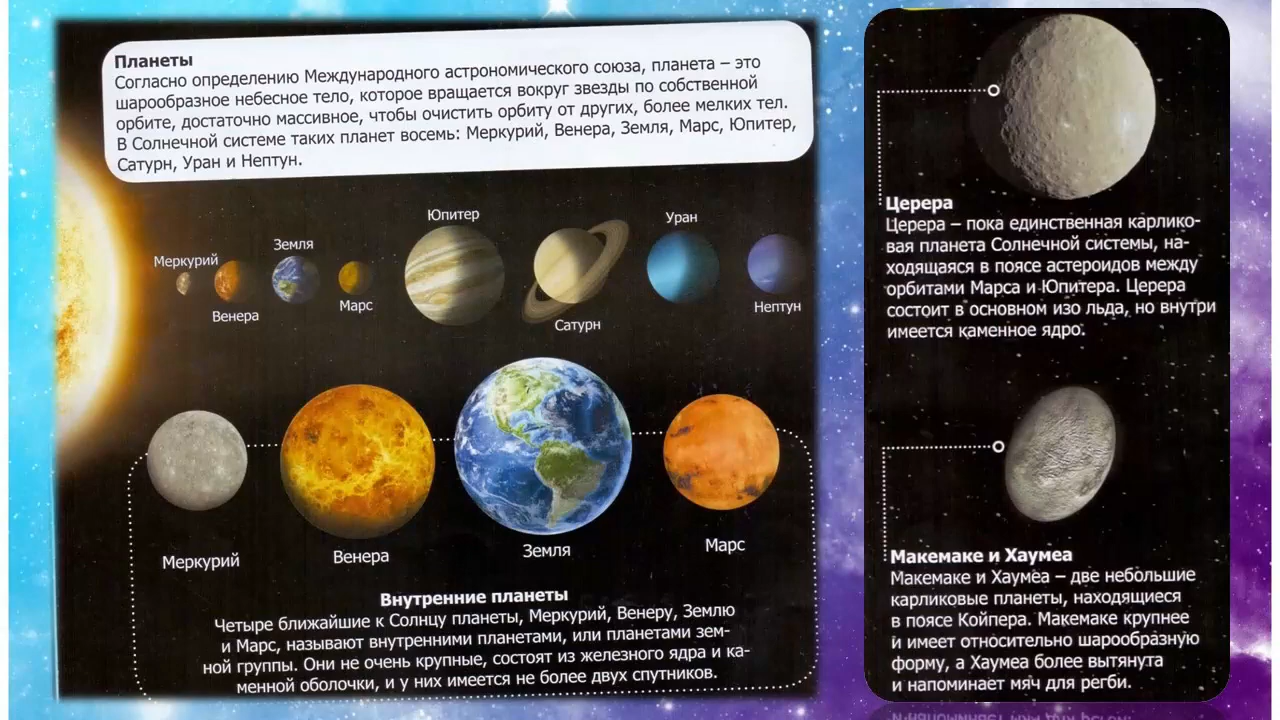 Планеты
Согласно определению Международного астрономического союза, планета – это
шарообразное небесное тело, которое вращается вокруг звезды по собственной
орбите, достаточно массивное, чтобы очистить орбиту от других, более мелких тел.
В Солнечной системе таких планет восемь: Меркурий, Венера, Земля, Марс, Юпитер,
Сатурн, Уран и Нептун.
Меркурий
Венера
Земля
Марс
Юпитер
Сатурн
Уран
Нептун
Меркурий
Венера
Земля
Марс
Внутренние планеты
Четыре ближайшие к Солнцу планеты, Меркурий, Венеру, Землю
и Марс, называют внутренними планетами, или планетами зем-
ной группы. Они не очень крупные, состоят из железного ядра и ка-
менной оболочки, и у них имеется не более двух спутников.
Церера
Церера – пока единственная карлико-
вая планета Солнечной системы, на-
ходящаяся в поясе астероидов между
орбитами Марса и Юпитера. Церера
состоит в основном изо льда, но внутри
имеется каменное ядро.
Макемаке и Хаумеа
Макемаке и Хаумеа – две небольшие
карликовые планеты, находящиеся
в поясе Койпера. Макемаке крупнее
и имеет относительно шарообразную
форму, а Хаумеа более вытянута
и напоминает мяч для регби.